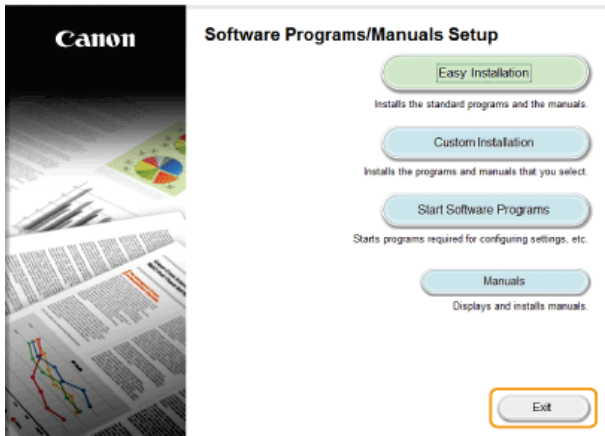 Canon
Software Programs/Manuals Setup
Easy Installation
Installs the standard programs and the manuals.
Custom Installation
Installs the programs and manuals that you select.
Start Software Programs
Starts programs required for configuring settings, etc.
Manuals
Displays and installs manuals.
Exit